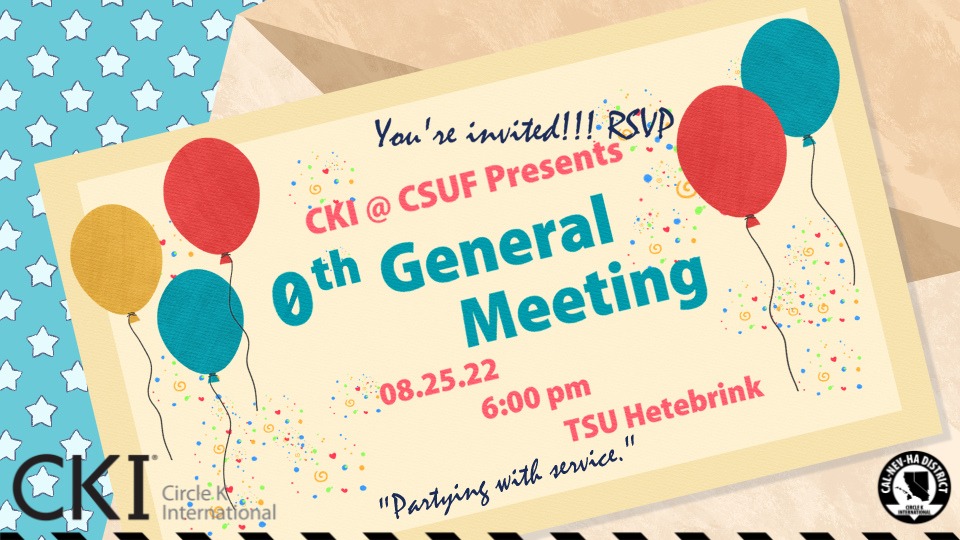 You're invited!!! RSVP
CKI @ CSUF Presents
0th General
Meeting
08.25.22
6:00 pm
TSU Hetebrink
"Partying with service."
CKI®
Circle K
International
CAL-NEV-HA DISTRICT
CIRCLE K
INTERNATIONAL